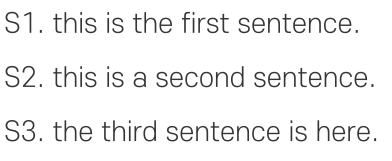 S1. this is the first sentence.
S2. this is a second sentence.
S3. the third sentence is here.